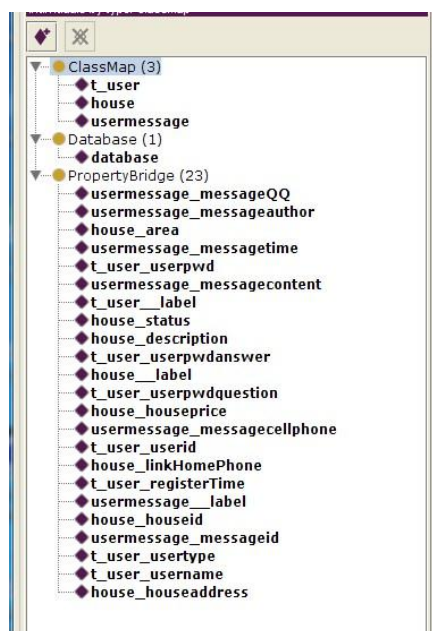 ClassMap (3)
t_user
house
usermessage
Database (1)
database
PropertyBridge (23)
usermessage_messageQQ
usermessage_messageauthor
house_area
usermessage_messagetime
t_user_userpwd
usermessage_messagecontent
t_user__label
house_status
house_description
t_user_userpwdanswer
house__label
t_user_userpwdquestion
house_houseprice
usermessage_messagecellphone
t_user_userid
house_linkHomePhone
t_user_registerTime
usermessage__label
house_houseid
usermessage_messageid
t_user_usertype
t_user_username
house_houseaddress